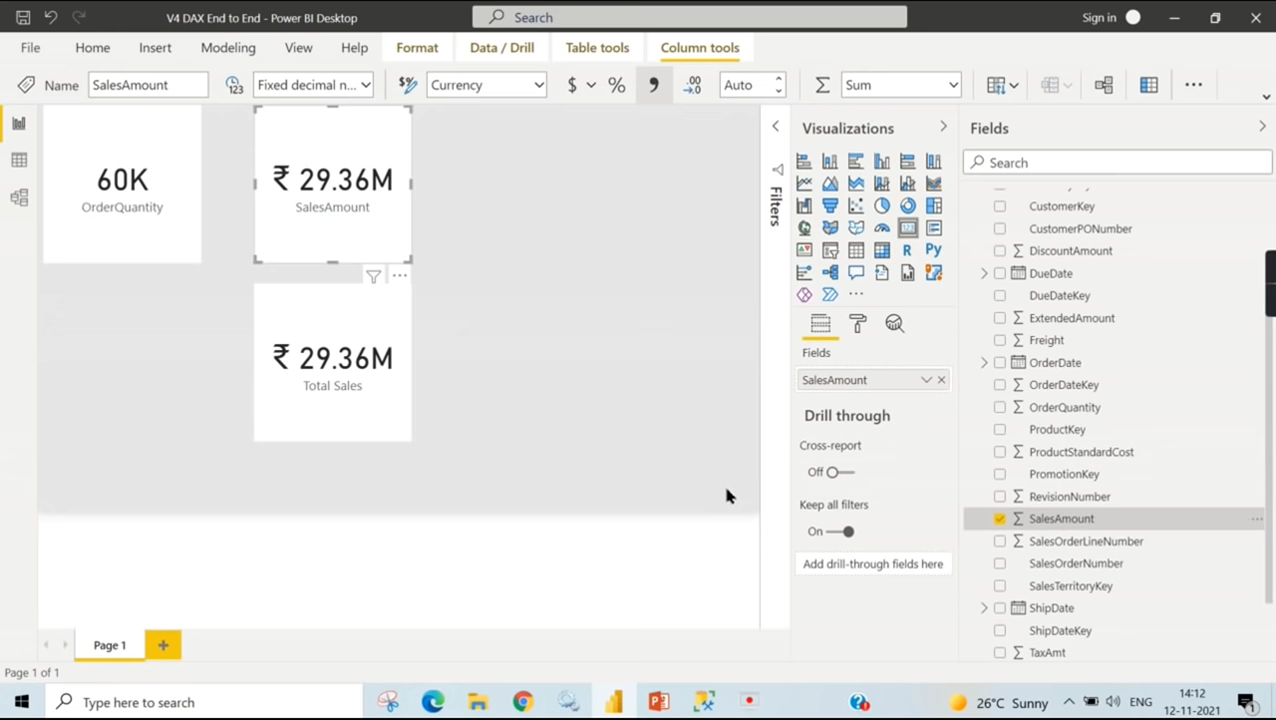 V4 DAX End to End - Power BI Desktop
Search
Sign in
File Home Insert Modeling View Help Format Data / Drill Table tools Column tools
Name SalesAmount
Fixed decimal n...
Currency
$ % , .00 Auto
Σ Sum
60K
OrderQuantity
₹ 29.36M
SalesAmount
₹ 29.36M
Total Sales
Filters
Visualizations
R Py
Fields
SalesAmount
Drill through
Cross-report
Off
Keep all filters
On
Add drill-through fields here
Fields
Search
CustomerKey
CustomerPONumber
Σ DiscountAmount
DueDate
DueDateKey
Σ ExtendedAmount
Σ Freight
OrderDate
OrderDateKey
Σ OrderQuantity
ProductKey
Σ ProductStandardCost
PromotionKey
Σ RevisionNumber
Σ SalesAmount
Σ SalesOrderLineNumber
SalesOrderNumber
SalesTerritoryKey
ShipDate
ShipDateKey
Σ TaxAmt
Page 1
Page 1 of 1
Type here to search
26°C Sunny
ENG
14:12
12-11-2021
1